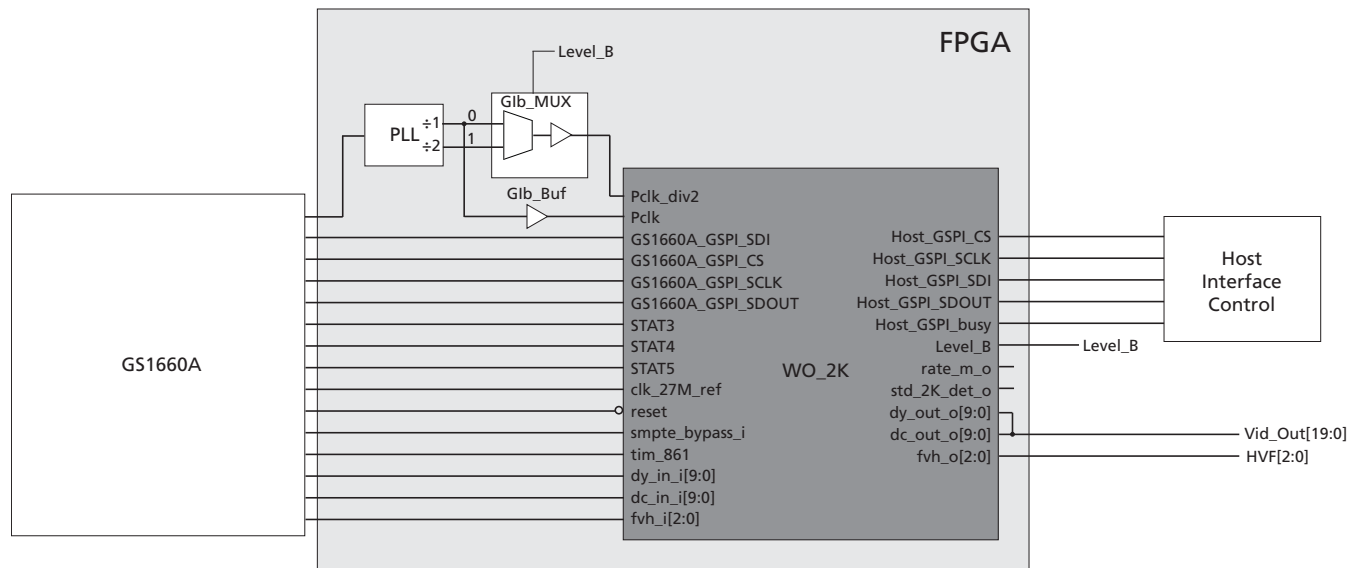 FPGA
Level_B
Glb_MUX
PLL
÷1
÷2
0
1
Glb_Buf
Pclk_div2
Pclk
GS1660A_GSPI_SDI
GS1660A_GSPI_CS
GS1660A_GSPI_SCLK
GS1660A_GSPI_SDOUT
STAT3
STAT4
STAT5
clk_27M_ref
reset
smpte_bypass_i
tim_861
dy_in_i[9:0]
dc_in_i[9:0]
fvh_i[2:0]
GS1660A
WO_2K
Host_GSPI_CS
Host_GSPI_SCLK
Host_GSPI_SDI
Host_GSPI_SDOUT
Host_GSPI_busy
Level_B
rate_m_o
std_2K_det_o
dy_out_o[9:0]
dc_out_o[9:0]
fvh_o[2:0]
Host
Interface
Control
Level_B
Vid_Out[19:0]
HVF[2:0]